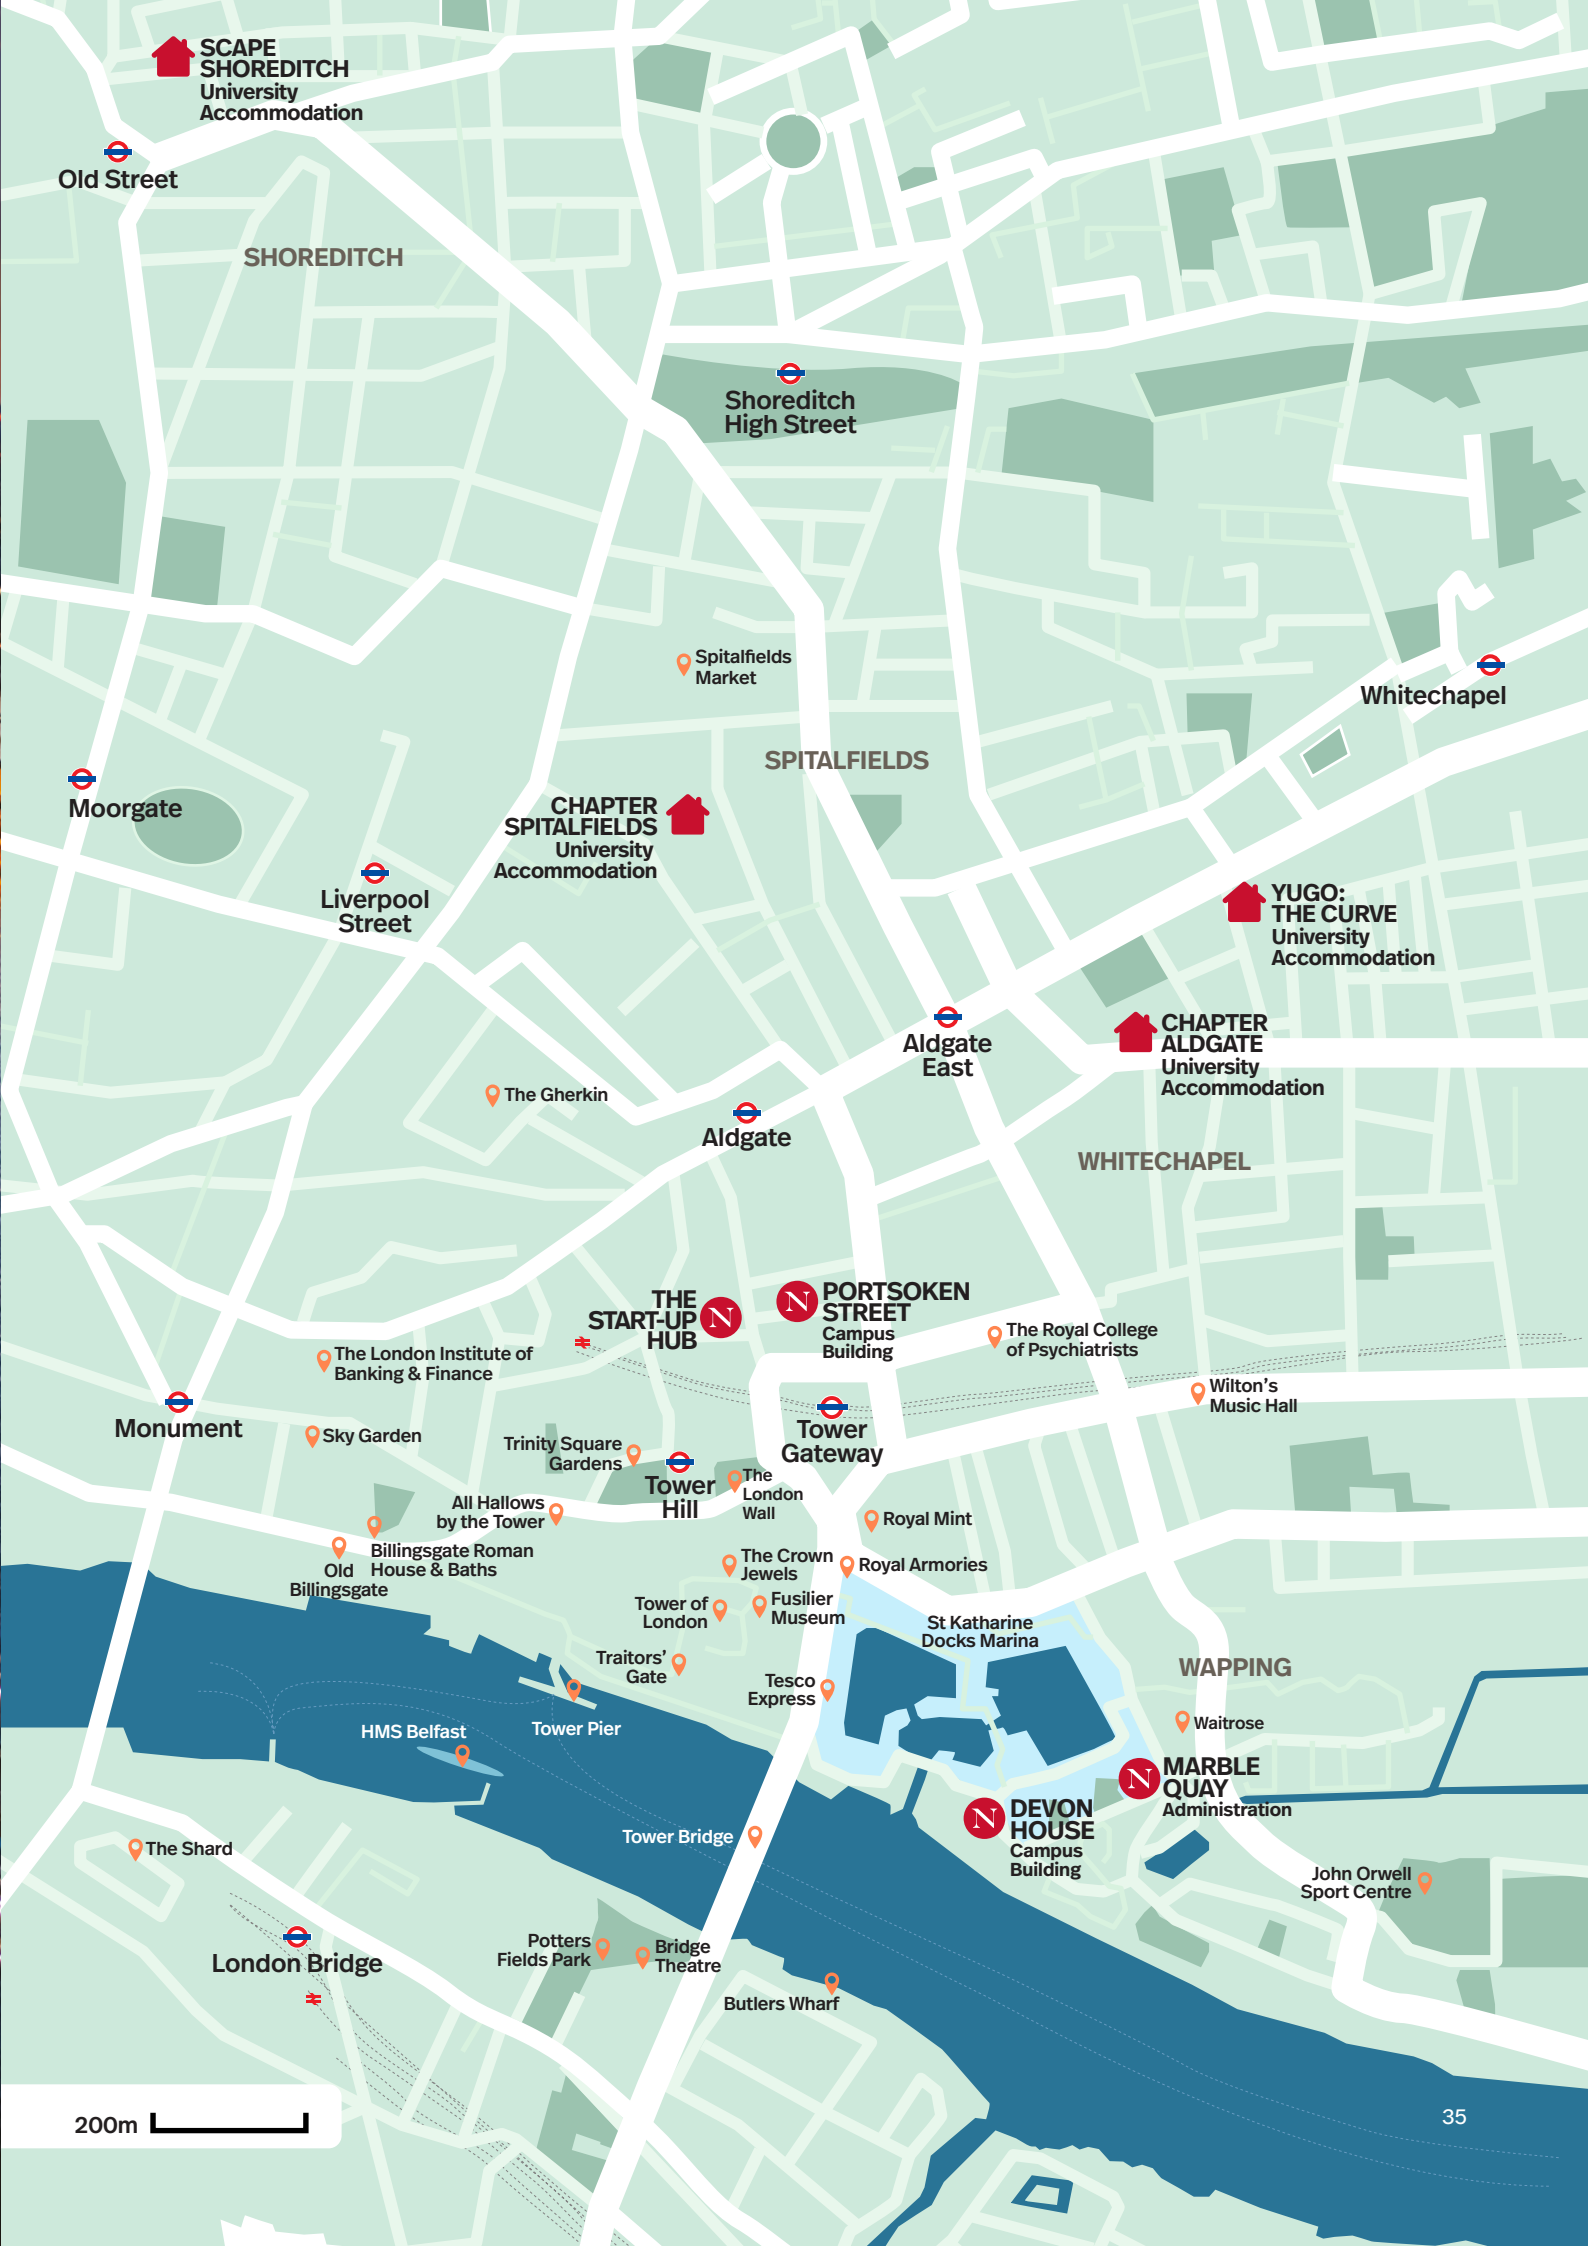 SCAPE
SHOREDITCH
University
Accommodation
Old Street
SHOREDITCH
Shoreditch
High Street
Spitalfields
Market
Whitechapel
SPITALFIELDS
Moorgate
CHAPTER
SPITALFIELDS
University
Accommodation
Liverpool
Street
YUGO:
THE CURVE
University
Accommodation
Aldgate
East
CHAPTER
ALDGATE
University
Accommodation
The Gherkin
Aldgate
WHITECHAPEL
THE
START-UP
HUB
N
N
PORTSOKEN
STREET
Campus
Building
The Royal College
of Psychiatrists
The London Institute of
Banking & Finance
Wilton's
Music Hall
Monument
Sky Garden
Tower
Gateway
Trinity Square
Gardens
Tower
Hill
The
London
Wall
All Hallows
by the Tower
Royal Mint
Billingsgate Roman
House & Baths
Old
Billingsgate
The Crown
Jewels
Royal Armories
Tower of
London
Fusilier
Museum
St Katharine
Docks Marina
Traitors'
Gate
WAPPING
Tesco
Express
Waitrose
HMS Belfast
Tower Pier
N
MARBLE
QUAY
Administration
N
DEVON
HOUSE
Campus
Building
Tower Bridge
The Shard
John Orwell
Sport Centre
London Bridge
Potters
Fields Park
Bridge
Theatre
Butlers Wharf
200m
35